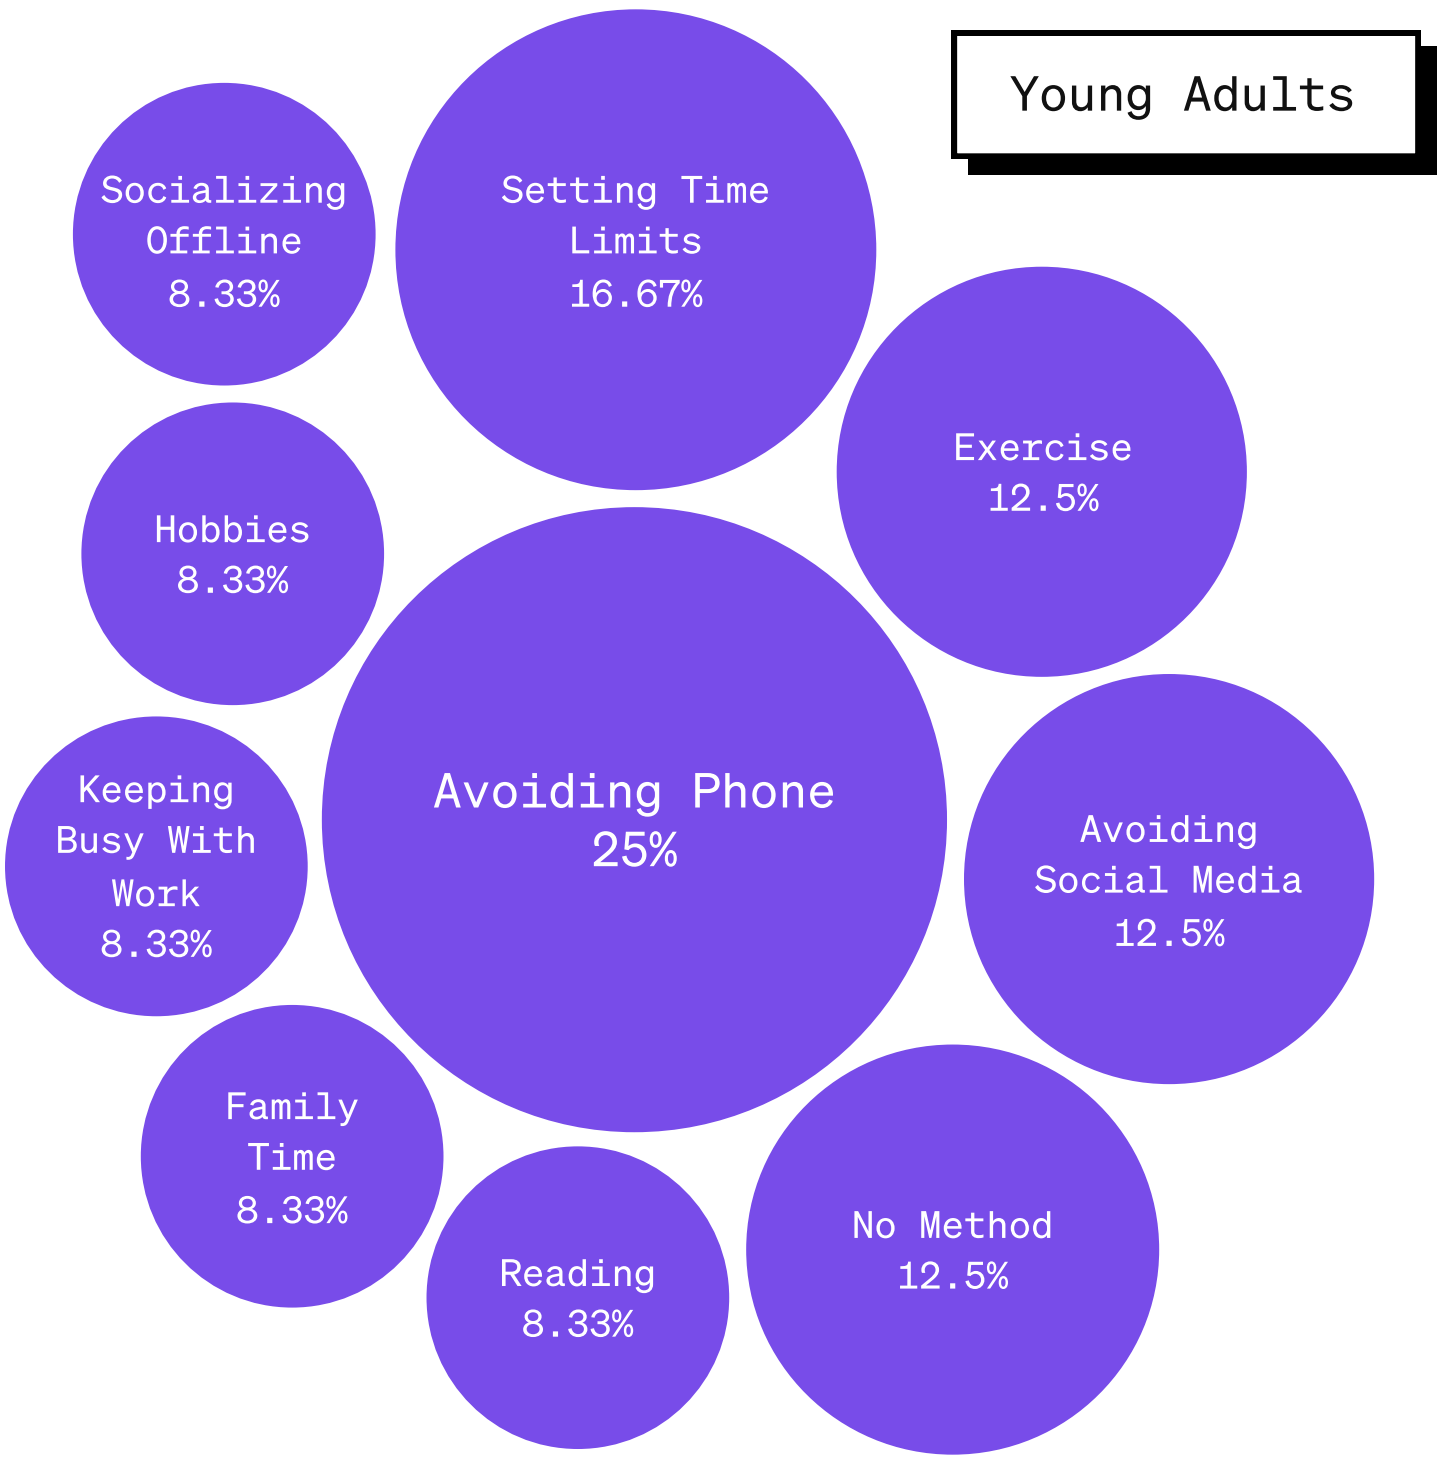 Young Adults
Socializing
Offline
8.33%
Setting Time
Limits
16.67%
Exercise
12.5%
Hobbies
8.33%
Avoiding Phone
25%
Keeping
Busy With
Work
8.33%
Avoiding
Social Media
12.5%
Family
Time
8.33%
Reading
8.33%
No Method
12.5%